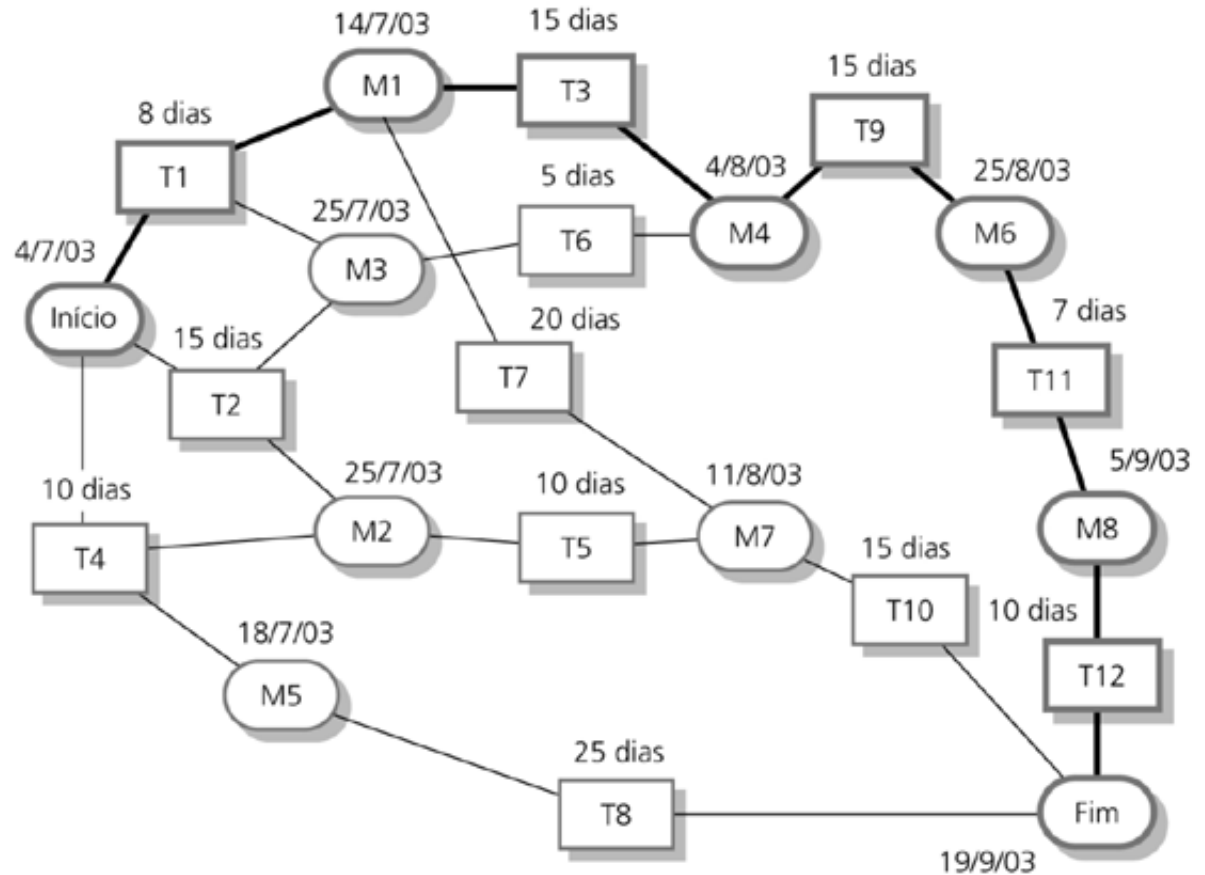 14/7/03
15 dias
M1
T3
15 dias
8 dias
T9
T1
5 dias
4/8/03
25/8/03
25/7/03
4/7/03
M3
T6
M4
M6
Início
15 dias
20 dias
7 dias
T2
T7
T11
25/7/03
10 dias
11/8/03
5/9/03
10 dias
M2
T5
M7
M8
T4
15 dias
T10
10 dias
18/7/03
M5
T12
25 dias
T8
Fim
19/9/03